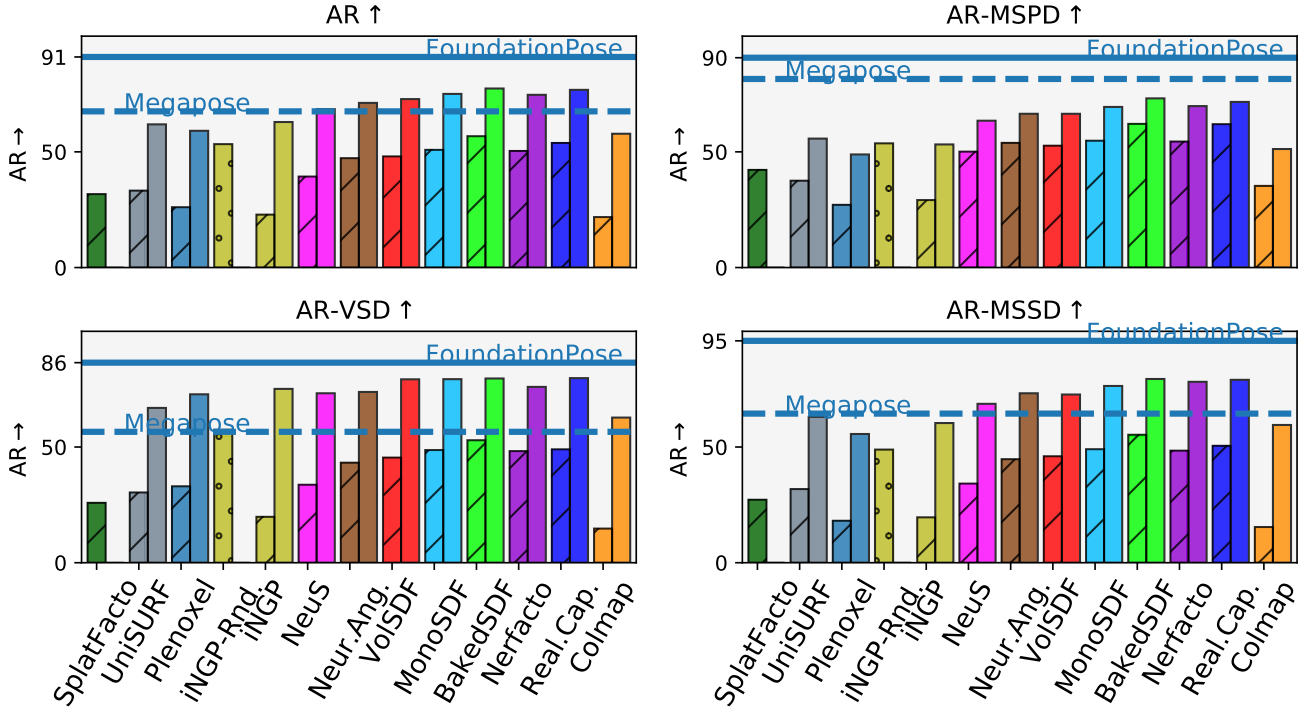 AR ↑
AR-MSPD ↑
91
FoundationPose
Megapose
50
0
AR →
90
FoundationPose
Megapose
50
0
AR-VSD ↑
AR-MSSD ↑
86
FoundationPose
Megapose
50
0
AR →
95
FoundationPose
Megapose
50
0
AR →
SplatFacto
UniSURF
Plenoxel
iNGP-Rnd.
iNGP
NeuS
Neur.Ang.
VolSDF
MonoSDF
BakedSDF
Nerfacto
Real.Cap.
Colmap
SplatFacto
UniSURF
Plenoxel
iNGP-Rnd.
iNGP
NeuS
Neur.Ang.
VolSDF
MonoSDF
BakedSDF
Nerfacto
Real.Cap.
Colmap